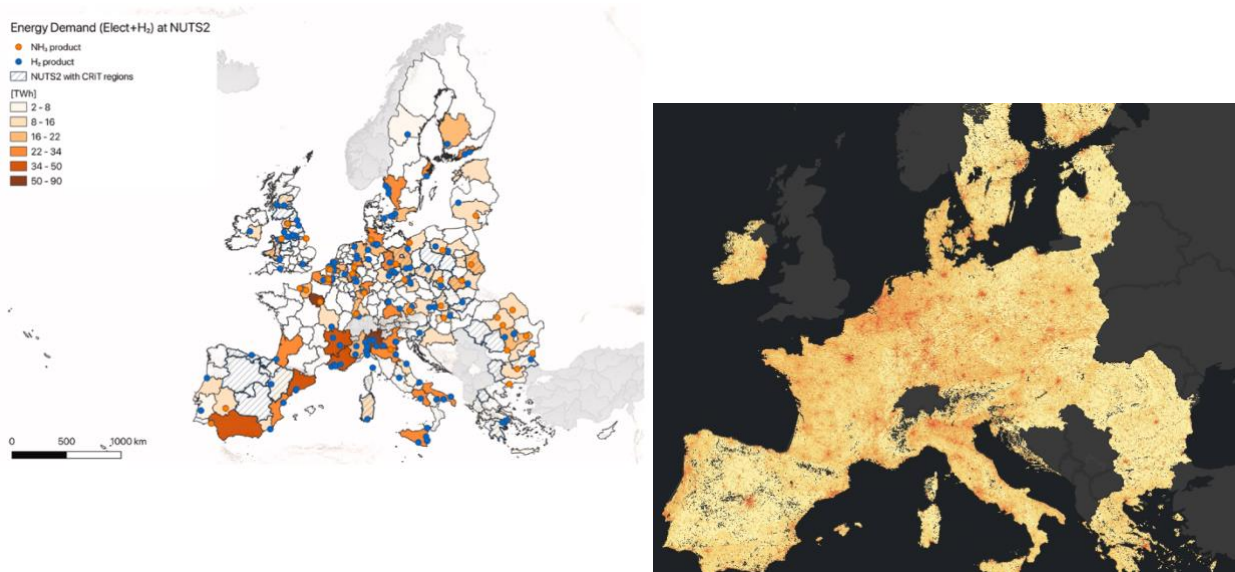 Energy Demand (Elect+H₂) at NUTS2
NH₃ product
H₂ product
NUTS2 with CRiT regions
[TWh]
2 - 8
8 - 16
16 - 22
22 - 34
34 - 50
50 - 90
0 500 1000 km